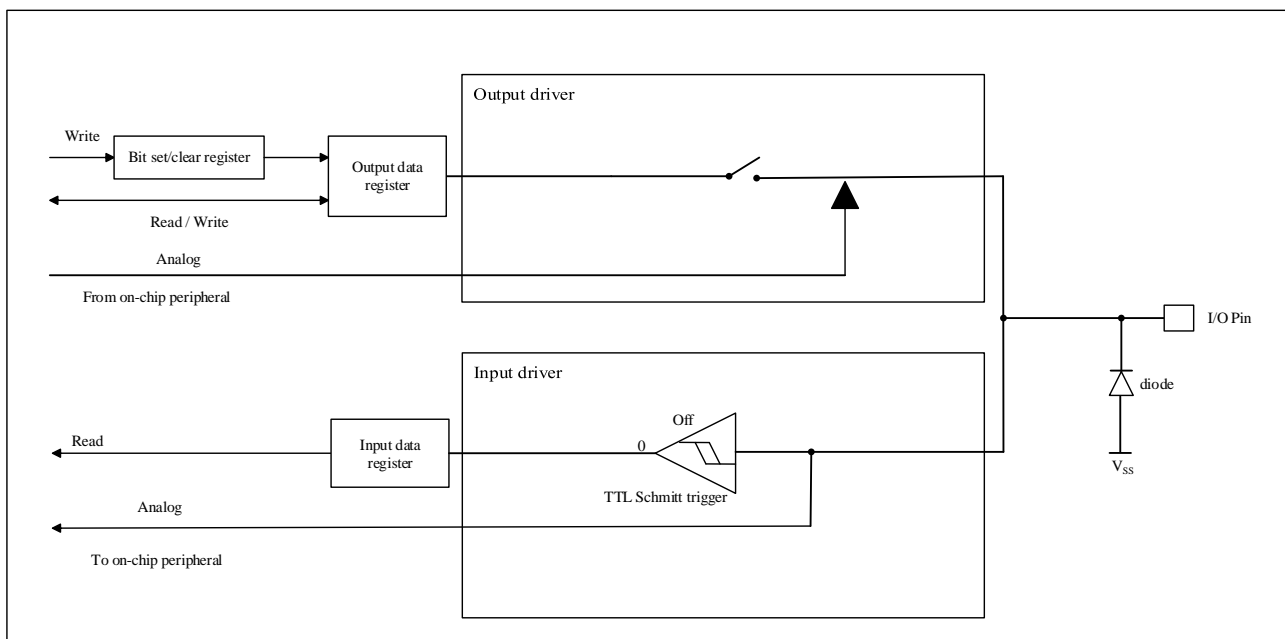 Output driver
Write
Bit set/clear register
Output data
register
Read / Write
Analog
From on-chip peripheral
I/O Pin
diode
V_SS
Input driver
Off
0
TTL Schmitt trigger
Read
Input data
register
Analog
To on-chip peripheral